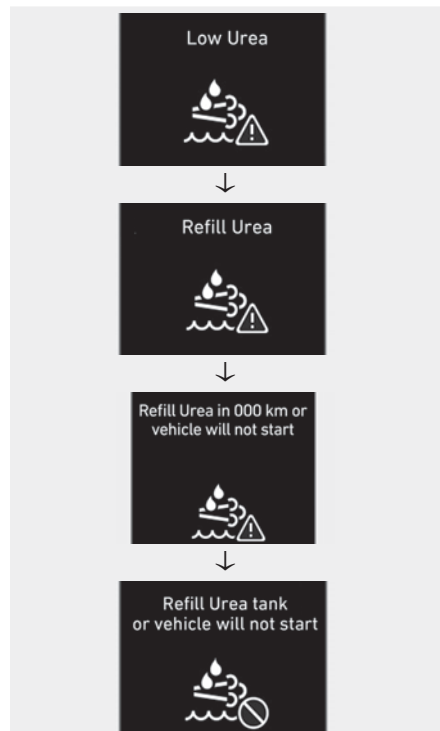 Low Urea
Refill Urea
Refill Urea in 000 km or
vehicle will not start
Refill Urea tank
or vehicle will not start